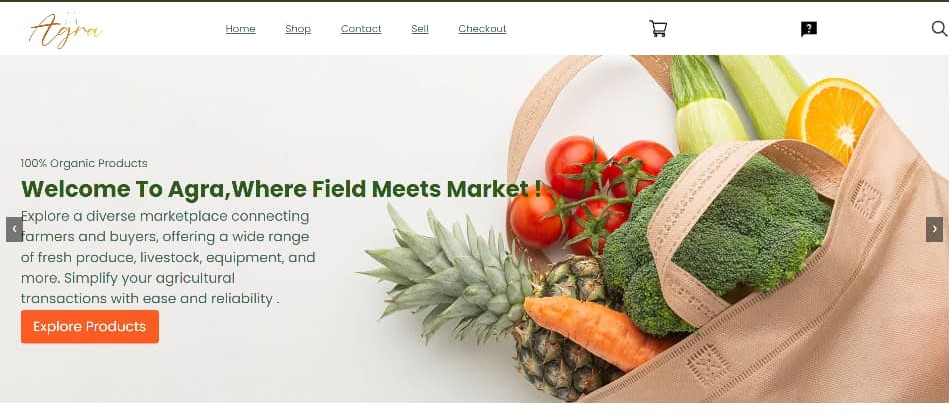 Agra
Home Shop Contact Sell Checkout
?
100% Organic Products
Welcome To Agra,Where Field Meets Market !
Explore a diverse marketplace connecting
farmers and buyers, offering a wide range
of fresh produce, livestock, equipment, and
more. Simplify your agricultural
transactions with ease and reliability .
‹ ›
Explore Products